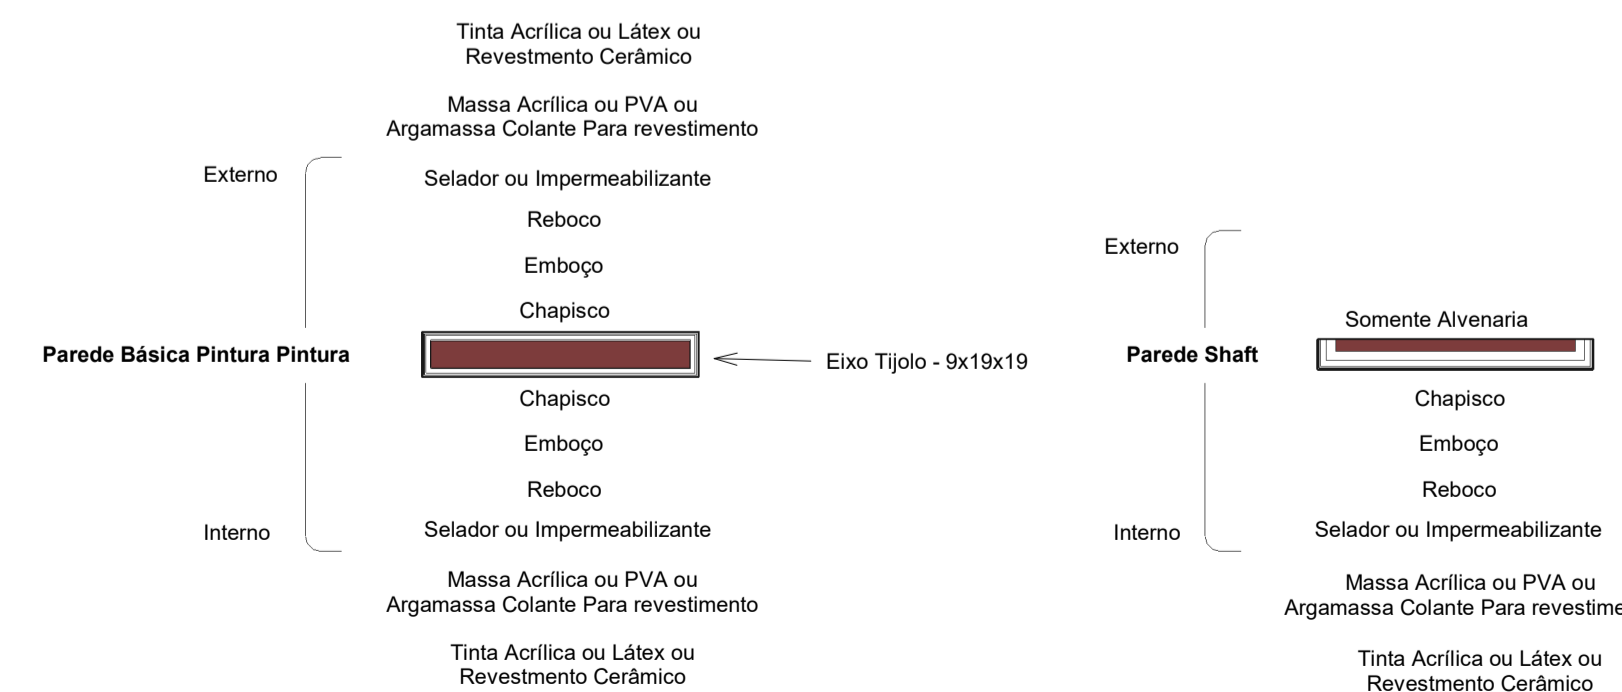 Tinta Acrílica ou Látex ou
Revestmento Cerâmico
Massa Acrílica ou PVA ou
Argamassa Colante Para revestimento
Externo
Selador ou Impermeabilizante
Reboco
Emboço
Chapisco
Parede Básica Pintura Pintura
Eixo Tijolo - 9x19x19
Chapisco
Emboço
Reboco
Interno
Selador ou Impermeabilizante
Massa Acrílica ou PVA ou
Argamassa Colante Para revestimento
Tinta Acrílica ou Látex ou
Revestmento Cerâmico
Externo
Somente Alvenaria
Parede Shaft
Chapisco
Emboço
Reboco
Interno
Selador ou Impermeabilizante
Massa Acrílica ou PVA ou
Argamassa Colante Para
Tinta Acrílica ou Látex ou
Revestmento Cerâmico